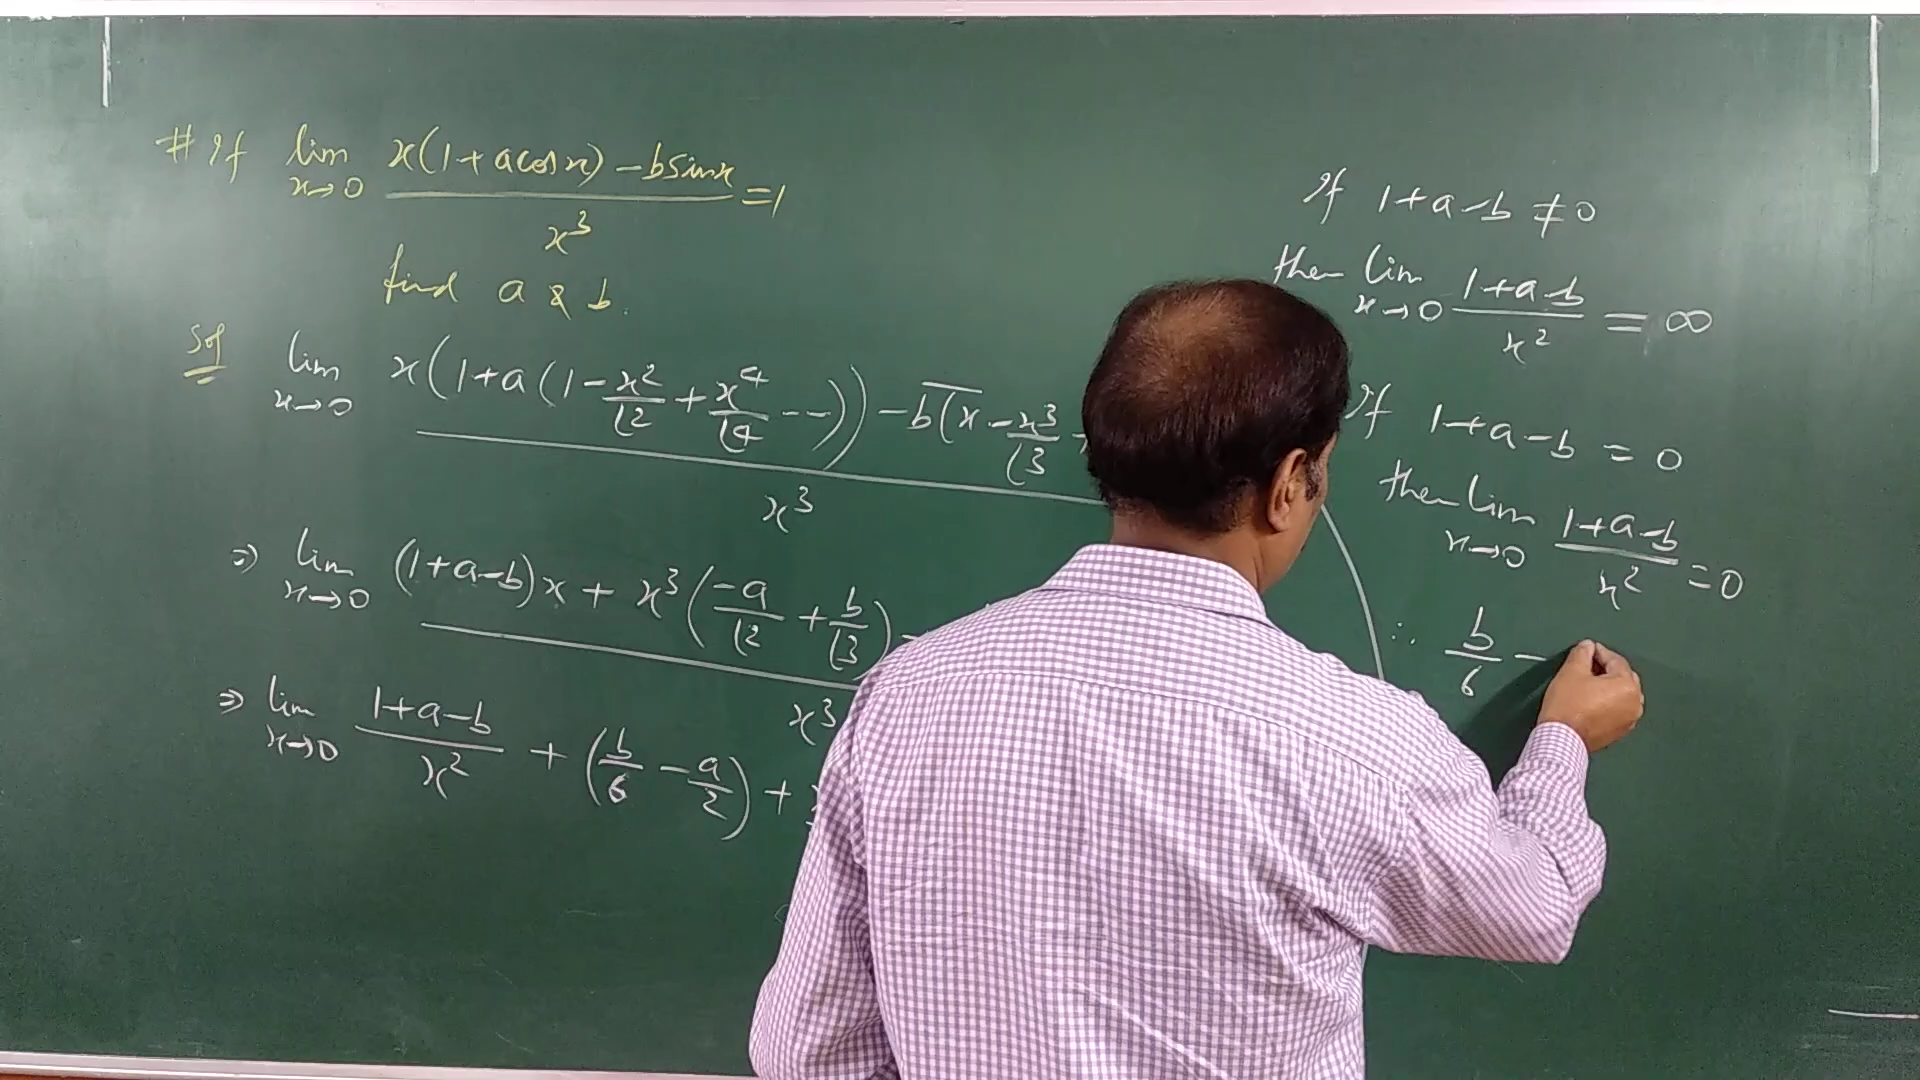 # If lim x→0 x(1+acosx)-bsinx / x³ =1
find a & b.
Sol lim x→0 x(1+a(1-x²/⌊2+x⁴/⌊4--))-b(x-x³/⌊3 / x³
⇒ lim x→0 (1+a-b)x+x³(-a/⌊2+b/⌊3) / x³
⇒ lim x→0 1+a-b / x² + (b/6-a/2)+
If 1+a-b ≠ 0
then lim x→0 1+a-b / x² = ∞
If 1+a-b = 0
then lim x→0 1+a-b / x² = 0
∴ b/6 -